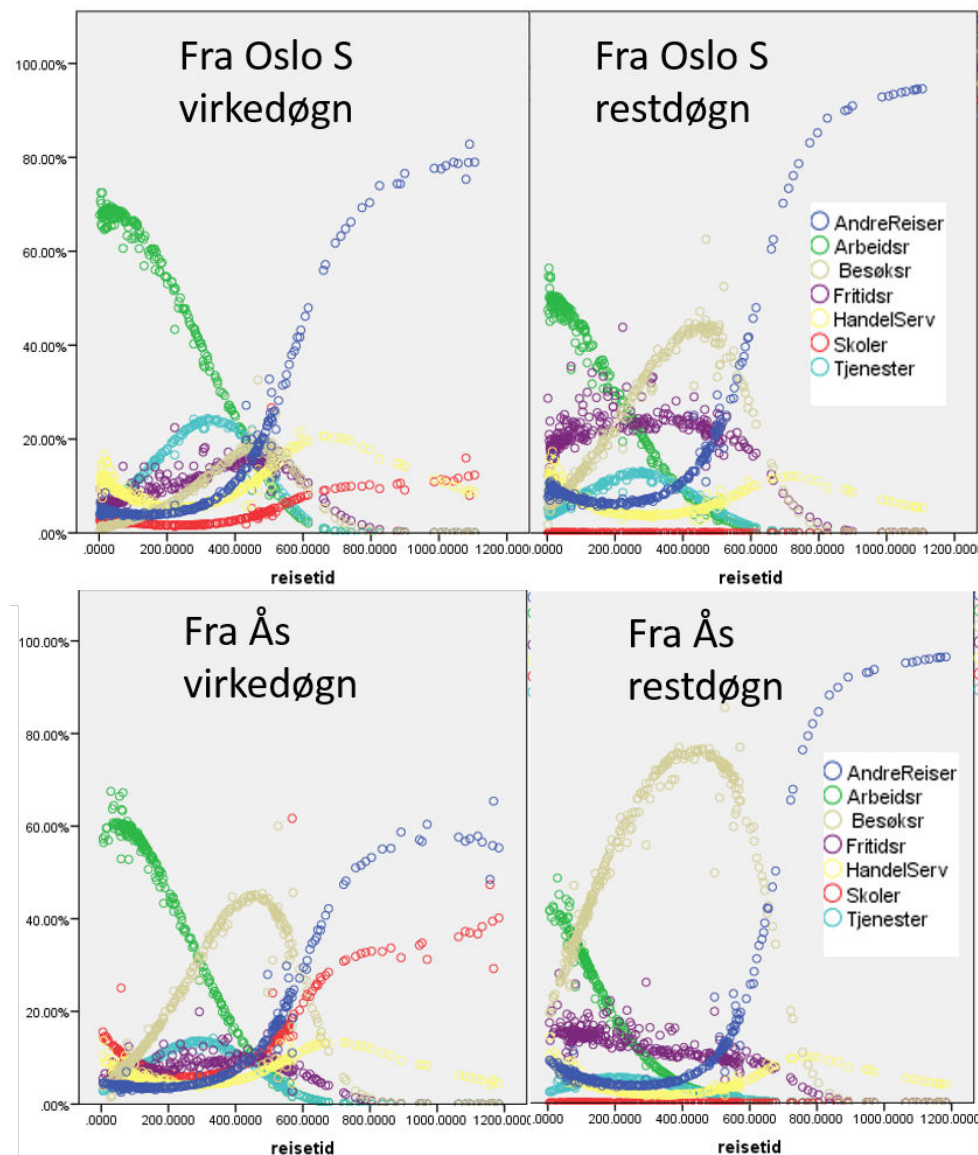 Fra Oslo S
virkedøgn
100.00%
80.00%
60.00%
40.00%
20.00%
.00%
.0000 200.0000 400.0000 600.0000 800.0000 1000.0000 1200.0000
reisetid
Fra Oslo S
restdøgn
AndreReiser
Arbeidsr
Besøksr
Fritidsr
HandelServ
Skoler
Tjenester
.0000 200.0000 400.0000 600.0000 800.0000 1000.0000 1200.000
reisetid
Fra Ås
virkedøgn
100.00%
80.00%
60.00%
40.00%
20.00%
.00%
.0000 200.0000 400.0000 600.0000 800.0000 1000.0000 1200.0000
reisetid
Fra Ås
restdøgn
AndreReiser
Arbeidsr
Besøksr
Fritidsr
HandelServ
Skoler
Tjenester
.0000 200.0000 400.0000 600.0000 800.0000 1000.0000 1200.000
reisetid